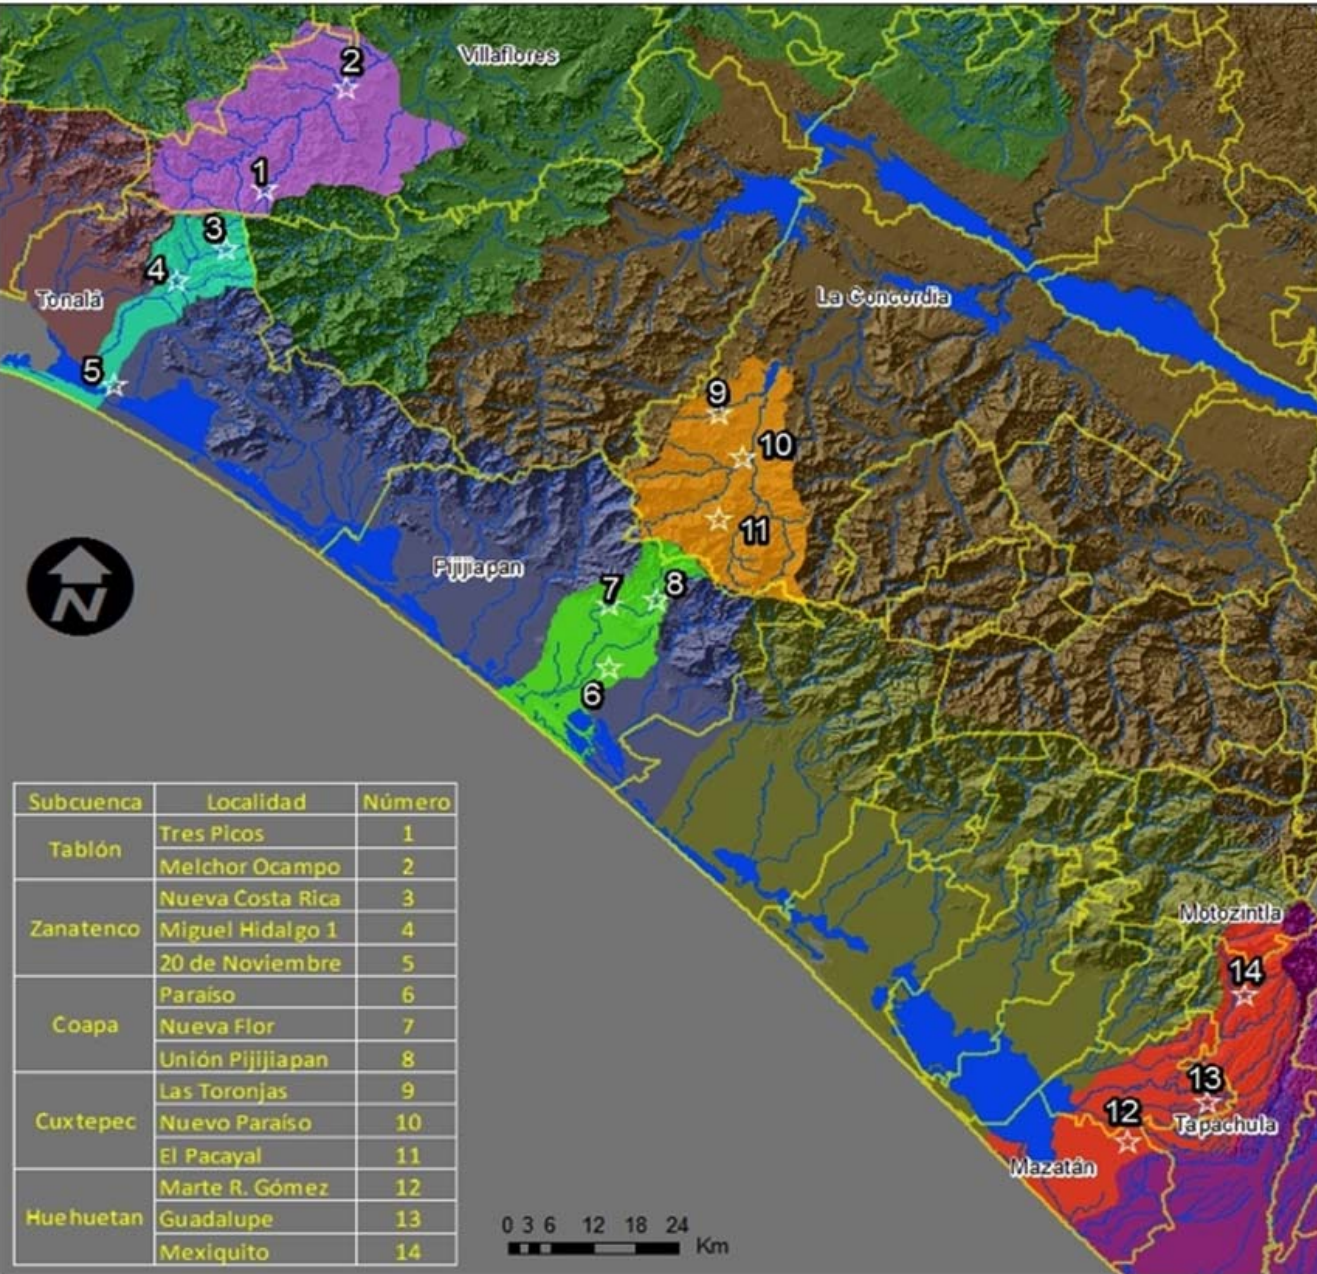 Villaflores
2
1
3
4
Tonalá
5
La Concordia
9
10
11
Pijijiapan
7
8
6
N
Motozintla
14
13
12
Tapachula
Mazatán
Subcuenca Localidad Número
Tablón
Tres Picos 1
Melchor Ocampo 2
Zanatenco
Nueva Costa Rica 3
Miguel Hidalgo 1 4
20 de Noviembre 5
Coapa
Paraíso 6
Nueva Flor 7
Unión Pijijiapan 8
Cuxtepec
Las Toronjas 9
Nuevo Paraíso 10
El Pacayal 11
Huehuetan
Marte R. Gómez 12
Guadalupe 13
Mexiquito 14
0 3 6 12 18 24
Km